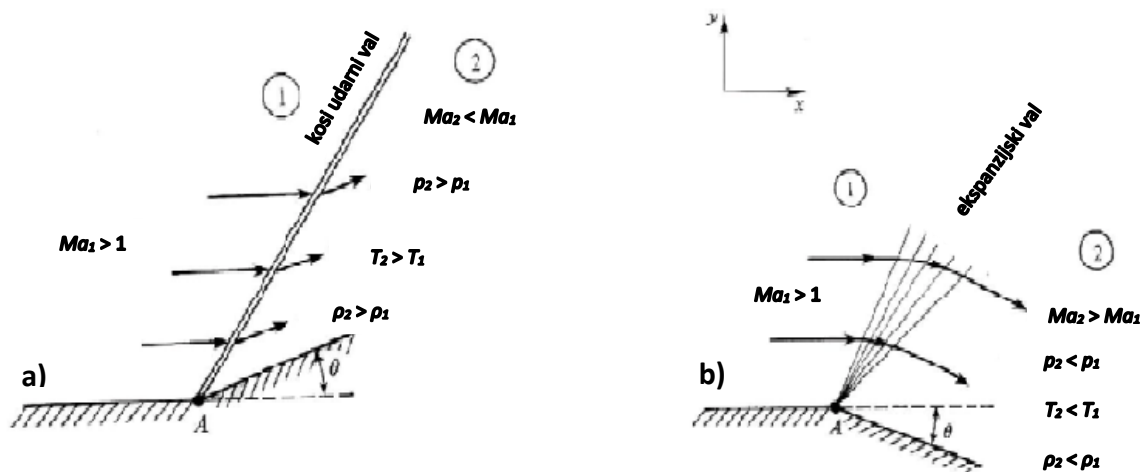 a)
①
kosi udarni val
②
Ma₂ < Ma₁
p₂ > p₁
Ma₁ > 1
T₂ > T₁
ρ₂ > ρ₁
θ
A
b)
y
x
①
ekspanzijski val
②
Ma₁ > 1
Ma₂ > Ma₁
p₂ < p₁
T₂ < T₁
ρ₂ < ρ₁
A
θ